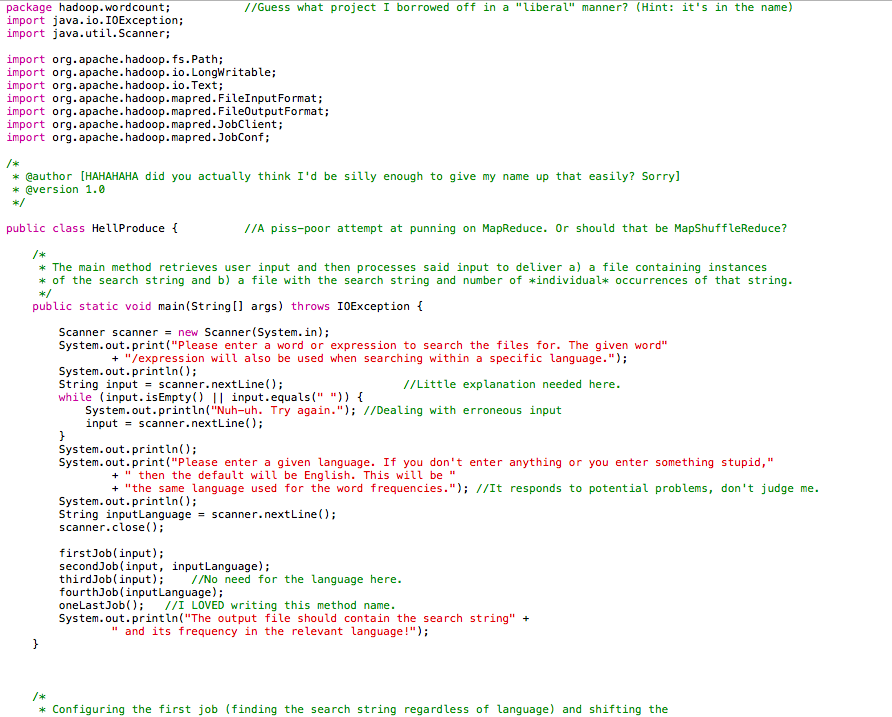 package hadoop.wordcount;           //Guess what project I borrowed off in a "liberal" manner? (Hint: it's in the name)
import java.io.IOException;
import java.util.Scanner;

import org.apache.hadoop.fs.Path;
import org.apache.hadoop.io.LongWritable;
import org.apache.hadoop.io.Text;
import org.apache.hadoop.mapred.FileInputFormat;
import org.apache.hadoop.mapred.FileOutputFormat;
import org.apache.hadoop.mapred.JobClient;
import org.apache.hadoop.mapred.JobConf;

/*
 * @author [HAHAHAHA did you actually think I'd be silly enough to give my name up that easily? Sorry]
 * @version 1.0
 */

public class HellProduce {          //A piss-poor attempt at punning on MapReduce. Or should that be MapShuffleReduce?

    /*
     * The main method retrieves user input and then processes said input to deliver a) a file containing instances
     * of the search string and b) a file with the search string and number of *individual* occurrences of that string.
     */
    public static void main(String[] args) throws IOException {

        Scanner scanner = new Scanner(System.in);
        System.out.print("Please enter a word or expression to search the files for. The given word"
                + "/expression will also be used when searching within a specific language.");
        System.out.println();
        String input = scanner.nextLine();                  //Little explanation needed here.
        while (input.isEmpty() || input.equals(" ")) {
            System.out.println("Nuh-uh. Try again."); //Dealing with erroneous input
            input = scanner.nextLine();
        }
        System.out.println();
        System.out.print("Please enter a given language. If you don't enter anything or you enter something stupid,"
                + " then the default will be English. This will be "
                + "the same language used for the word frequencies."); //It responds to potential problems, don't judge me.
        System.out.println();
        String inputLanguage = scanner.nextLine();
        scanner.close();

        firstJob(input);
        secondJob(input, inputLanguage);
        thirdJob(input);    //No need for the language here.
        fourthJob(inputLanguage);
        oneLastJob();   //I LOVED writing this method name.
        System.out.println("The output file should contain the search string" +
                " and its frequency in the relevant language!");
    }

    /*
     * Configuring the first job (finding the search string regardless of language) and shifting the